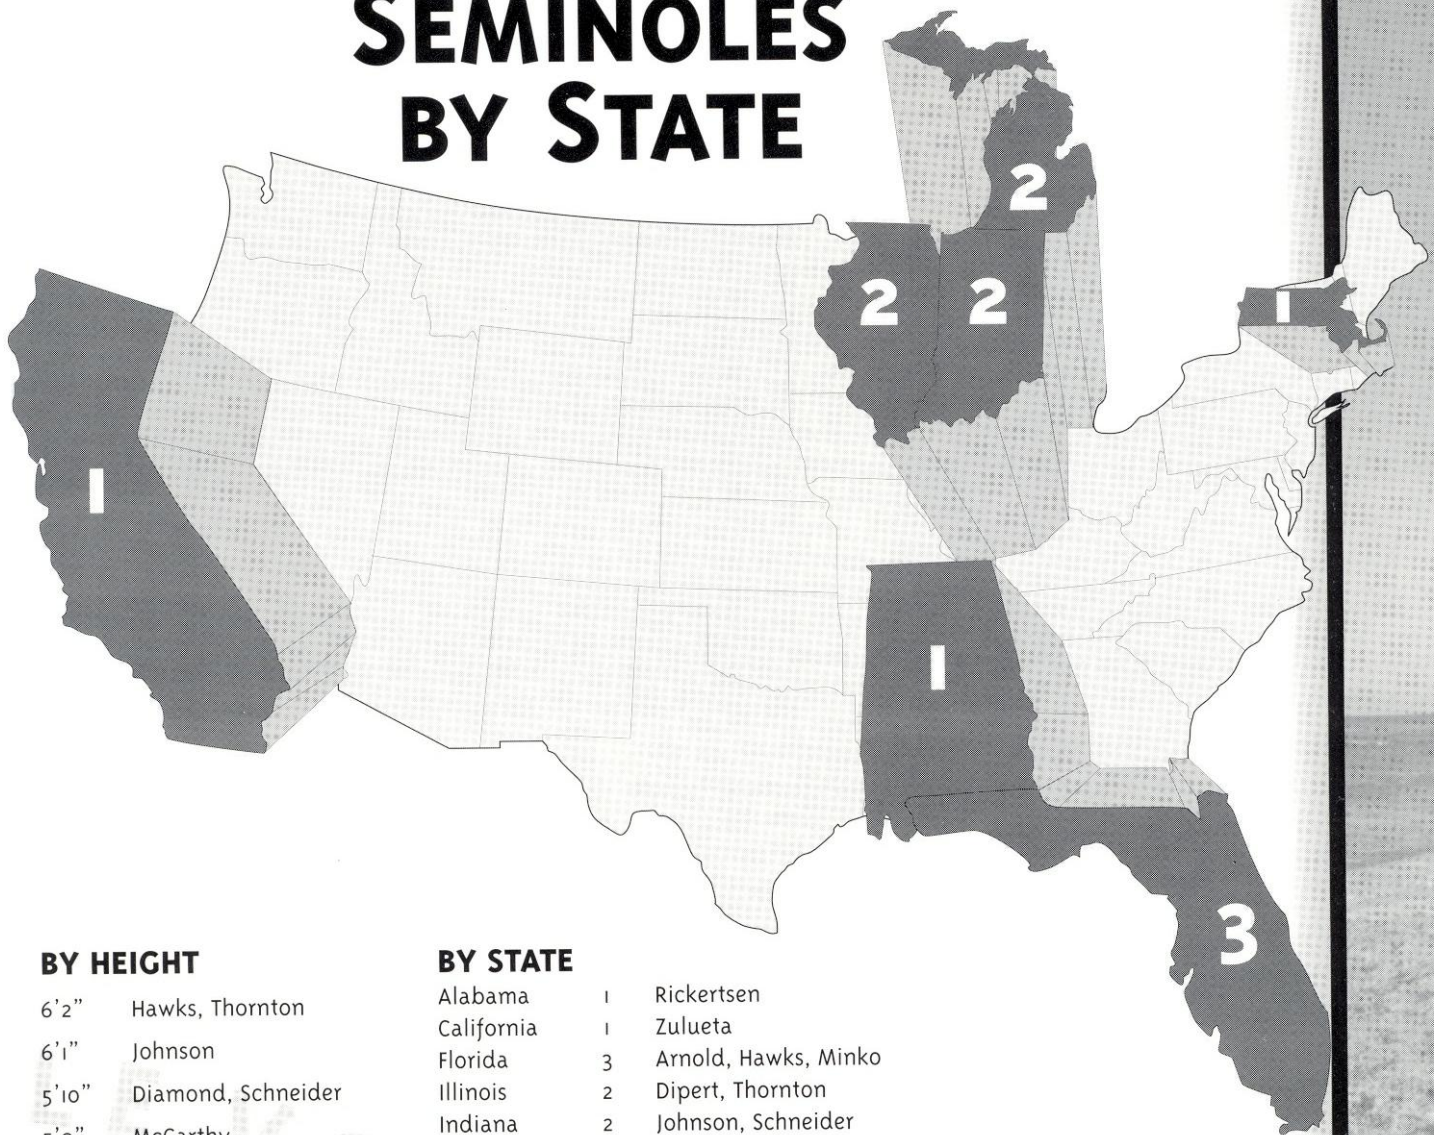 SEMINOLES
BY STATE
2
2
2
1
1
1
3
BY HEIGHT
6'2" Hawks, Thornton
6'1" Johnson
5'10" Diamond, Schneider
McCarthy
BY STATE
Alabama 1 Rickertsen
California 1 Zulueta
Florida 3 Arnold, Hawks, Minko
Illinois 2 Dipert, Thornton
Indiana 2 Johnson, Schneider